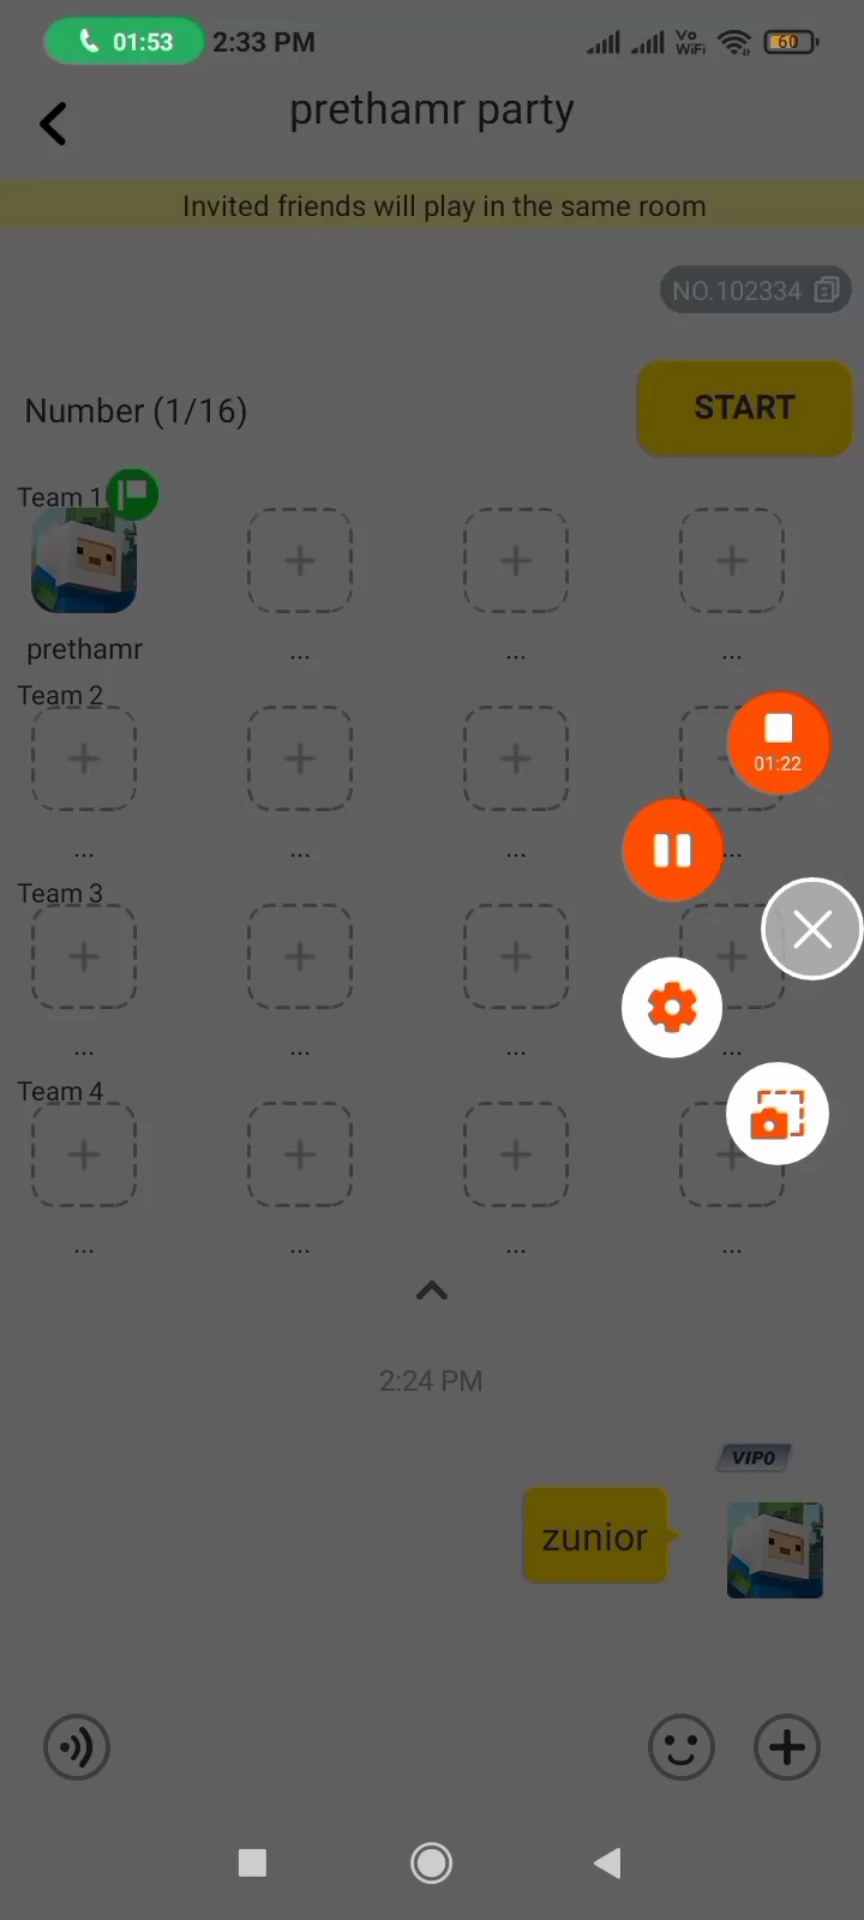 01:53 2:33 PM Vo WiFi 60
prethamr party
Invited friends will play in the same room
NO.102334
Number (1/16) START
Team 1
prethamr ... ... ...
Team 2
01:22
... ... ... ...
Team 3
... ... ... ...
Team 4
... ... ... ...
2:24 PM
VIP0
zunior